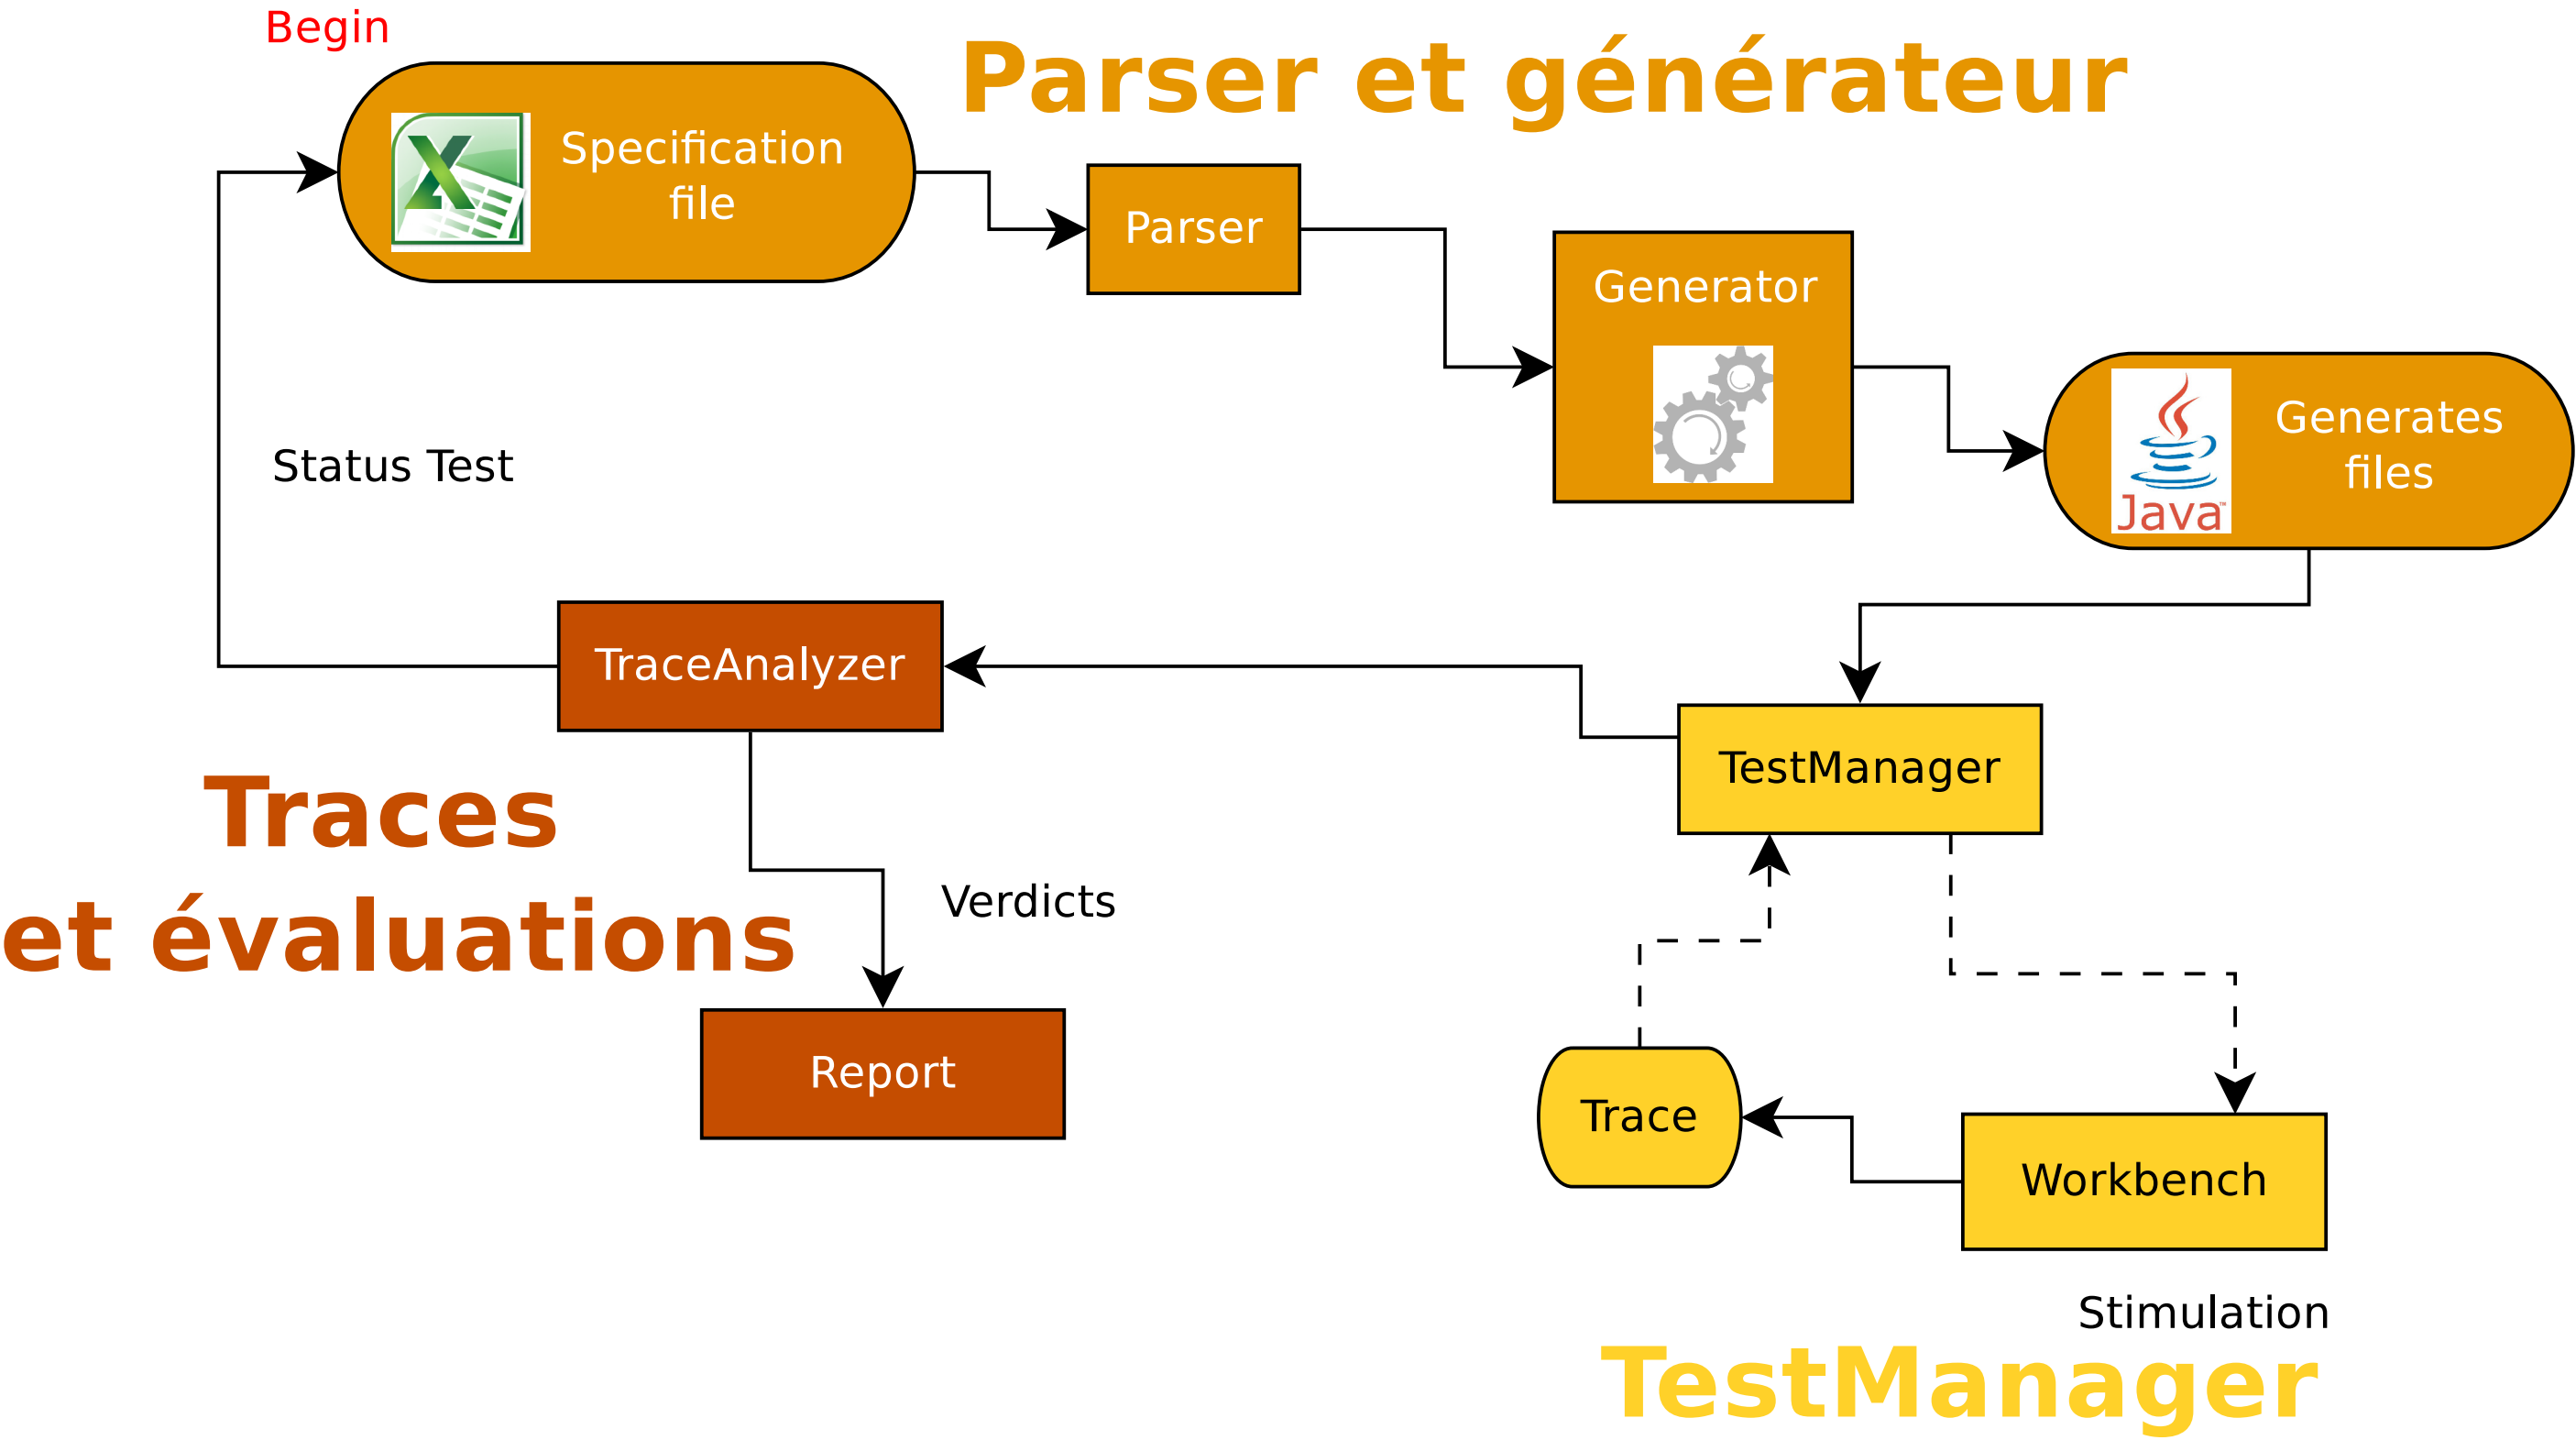 Begin
Parser et générateur
Specification
file
Parser
Generator
Generates
files
Java™
Status Test
TraceAnalyzer
TestManager
Traces
et évaluations
Verdicts
Report
Trace
Workbench
Stimulation
TestManager